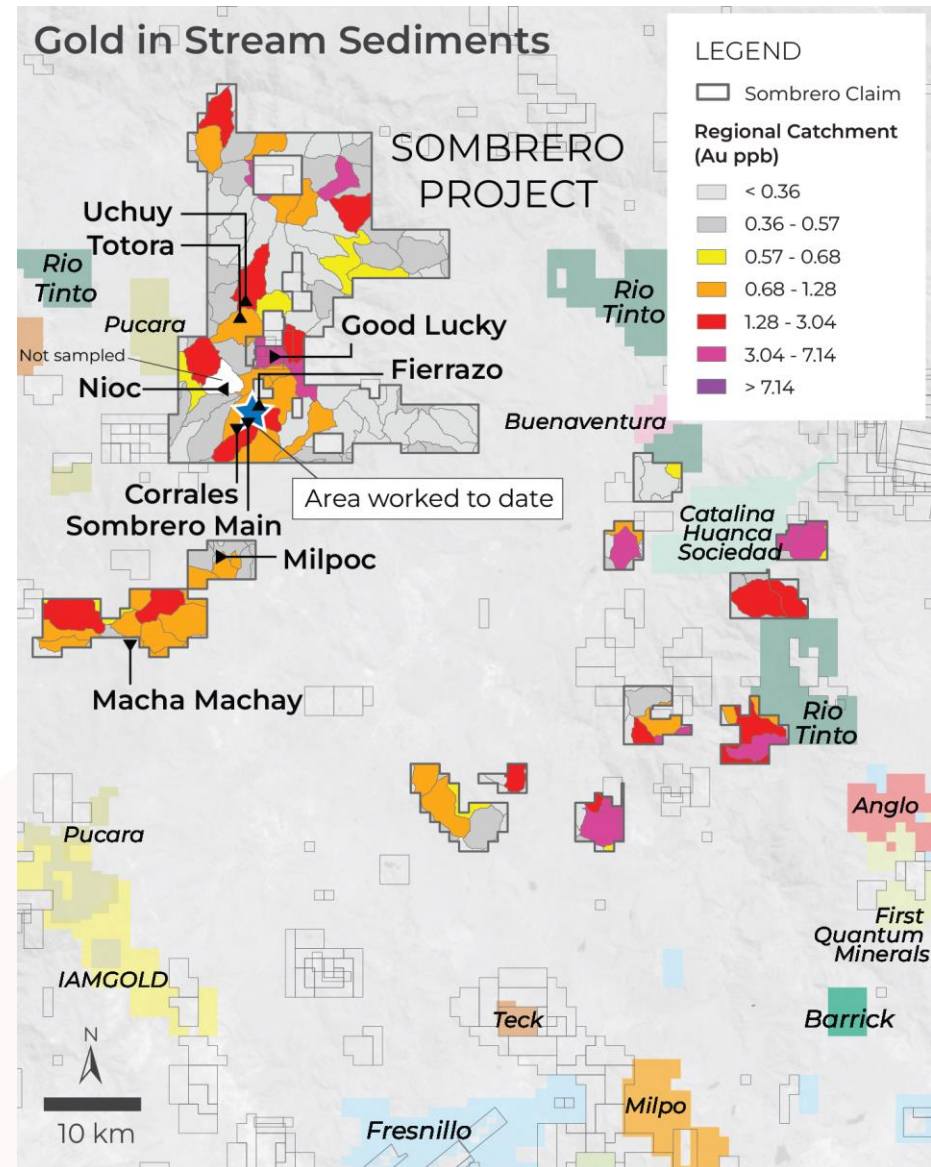 Gold in Stream Sediments
LEGEND
Sombrero Claim
Regional Catchment
(Au ppb)
< 0.36
0.36 - 0.57
0.57 - 0.68
0.68 - 1.28
1.28 - 3.04
3.04 - 7.14
> 7.14
SOMBRERO
PROJECT
Uchuy
Totora
Rio
Tinto
Rio
Tinto
Pucara
Good Lucky
Not sampled
Fierrazo
Nioc
Buenaventura
Corrales
Sombrero Main
Area worked to date
Catalina
Huanca
Sociedad
Milpoc
Macha Machay
Rio
Tinto
Pucara
Anglo
First
Quantum
Minerals
IAMGOLD
Teck
Barrick
N
10 km
Fresnillo
Milpo